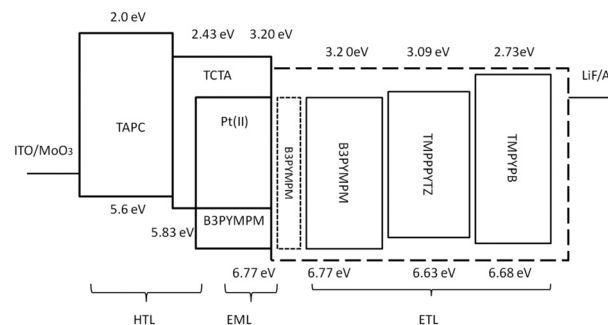 2.0 eV
2.43 eV 3.20 eV
3.2 0eV 3.09 eV 2.73eV
TCTA
LiF/A
TAPC
Pt(II)
B3PYMPM
B3PYMPM
TMPPPYTZ
TMPYPB
ITO/MoO₃
5.6 eV
B3PYMPM
5.83 eV
6.77 eV 6.77 eV 6.63 eV 6.68 eV
HTL EML ETL